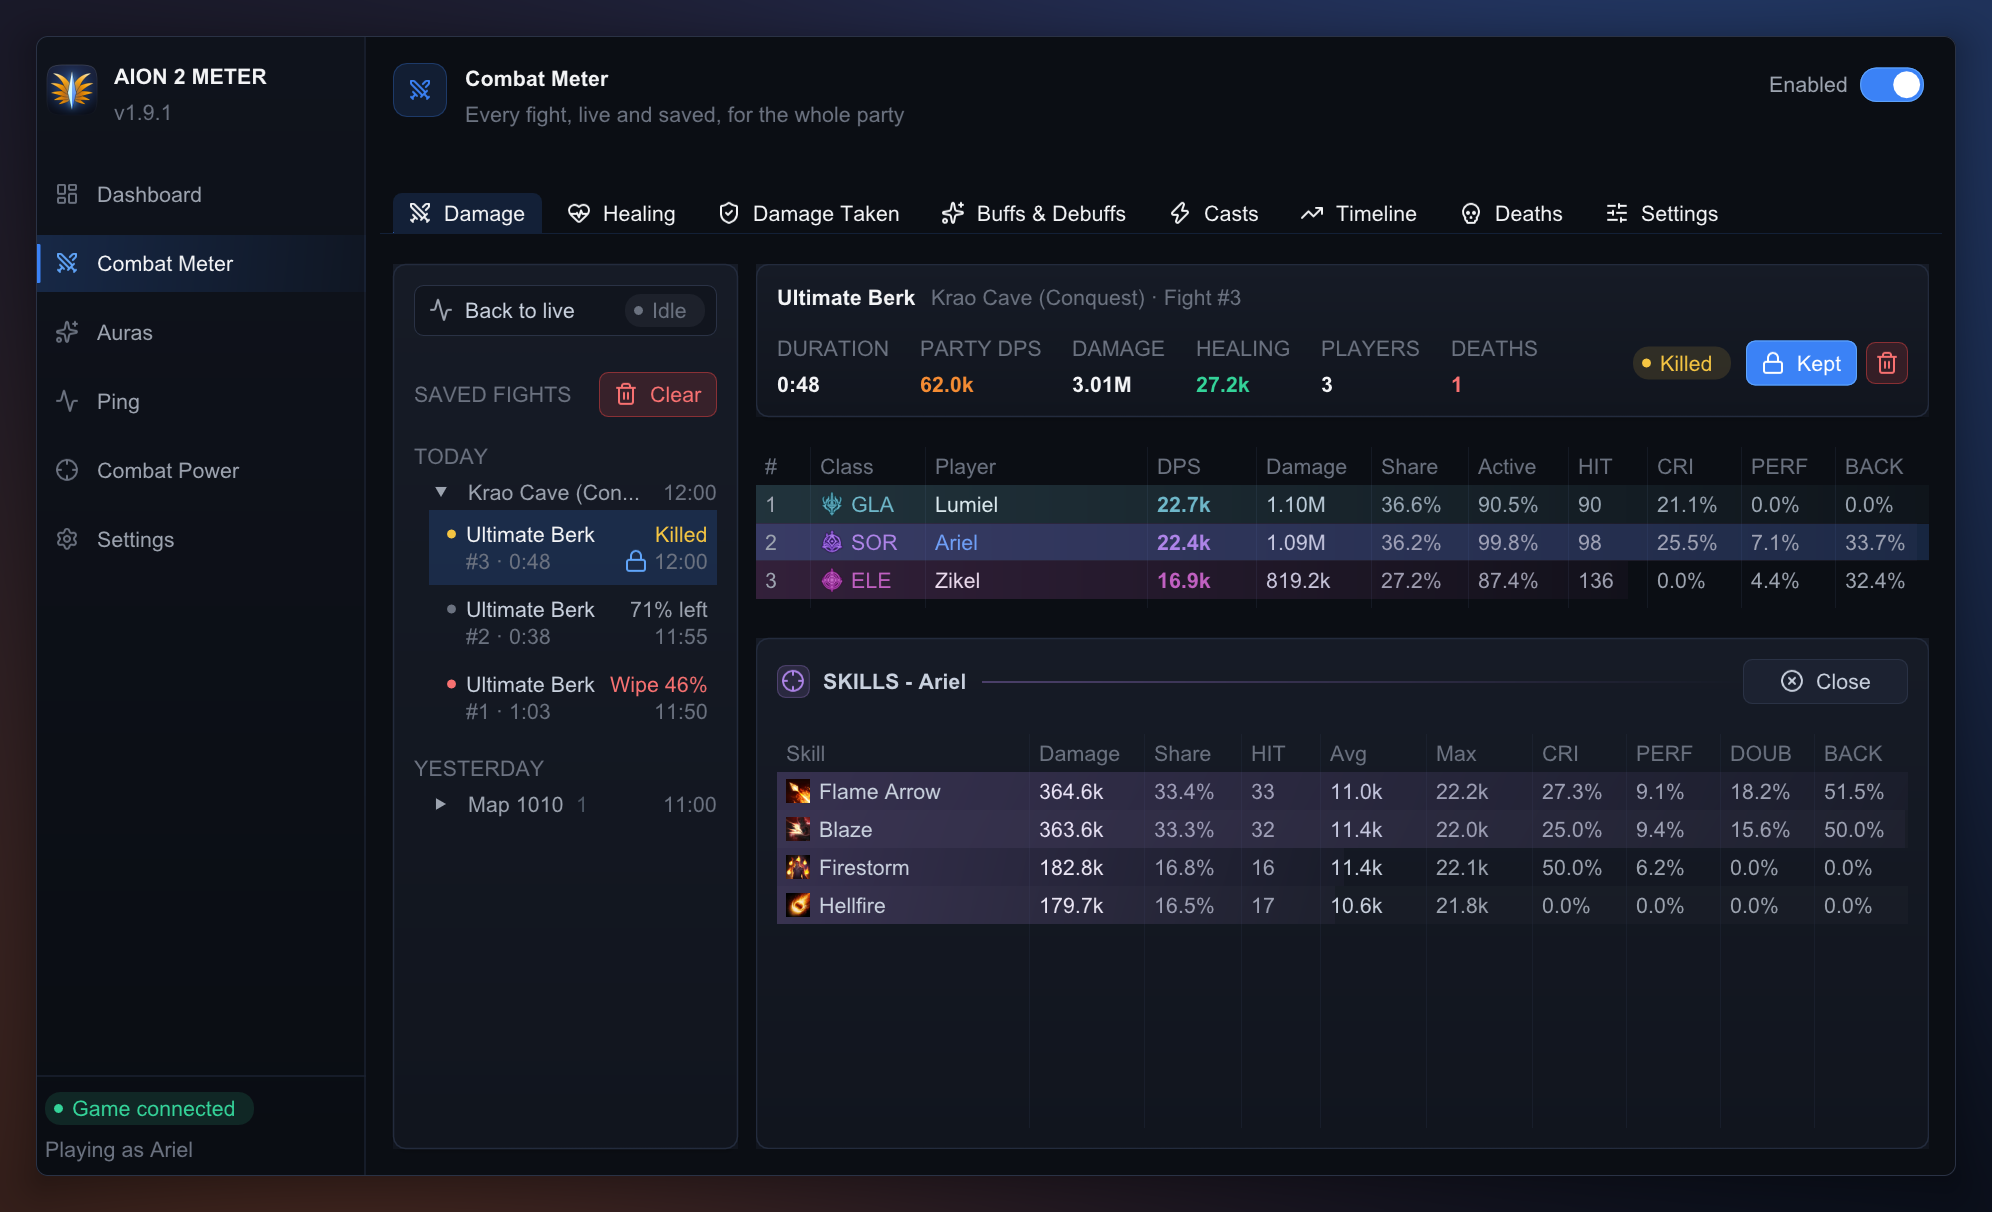 AION 2 METER
v1.9.1
Dashboard
Combat Meter
Auras
Ping
Combat Power
Settings
Game connected
Playing as Ariel
Combat Meter
Every fight, live and saved, for the whole party
Enabled
Damage Healing Damage Taken Buffs & Debuffs Casts Timeline Deaths Settings
Back to live Idle
SAVED FIGHTS Clear
TODAY
Krao Cave (Con... 12:00
Ultimate Berk Killed
#3 · 0:48 12:00
Ultimate Berk 71% left
#2 · 0:38 11:55
Ultimate Berk Wipe 46%
#1 · 1:03 11:50
YESTERDAY
Map 1010 1 11:00
Ultimate Berk Krao Cave (Conquest) · Fight #3
DURATION PARTY DPS DAMAGE HEALING PLAYERS DEATHS
0:48 62.0k 3.01M 27.2k 3 1
Killed Kept
# Class Player DPS Damage Share Active HIT CRI PERF BACK
1 GLA Lumiel 22.7k 1.10M 36.6% 90.5% 90 21.1% 0.0% 0.0%
2 SOR Ariel 22.4k 1.09M 36.2% 99.8% 98 25.5% 7.1% 33.7%
3 ELE Zikel 16.9k 819.2k 27.2% 87.4% 136 0.0% 4.4% 32.4%
SKILLS - Ariel Close
Skill Damage Share HIT Avg Max CRI PERF DOUB BACK
Flame Arrow 364.6k 33.4% 33 11.0k 22.2k 27.3% 9.1% 18.2% 51.5%
Blaze 363.6k 33.3% 32 11.4k 22.0k 25.0% 9.4% 15.6% 50.0%
Firestorm 182.8k 16.8% 16 11.4k 22.1k 50.0% 6.2% 0.0% 0.0%
Hellfire 179.7k 16.5% 17 10.6k 21.8k 0.0% 0.0% 0.0% 0.0%